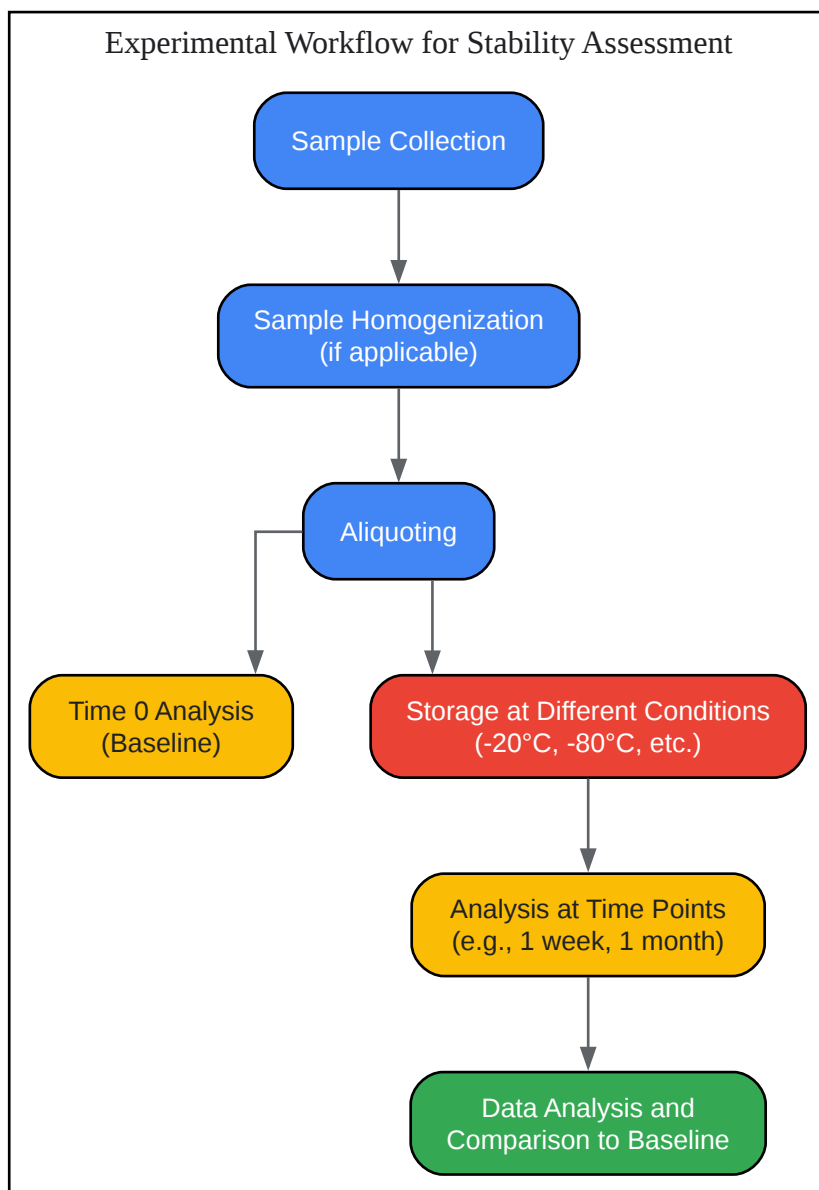 Experimental Workflow for Stability Assessment
Sample Collection
Sample Homogenization
(if applicable)
Aliquoting
Time 0 Analysis
(Baseline)
Storage at Different Conditions
(-20°C, -80°C, etc.)
Analysis at Time Points
(e.g., 1 week, 1 month)
Data Analysis and
Comparison to Baseline